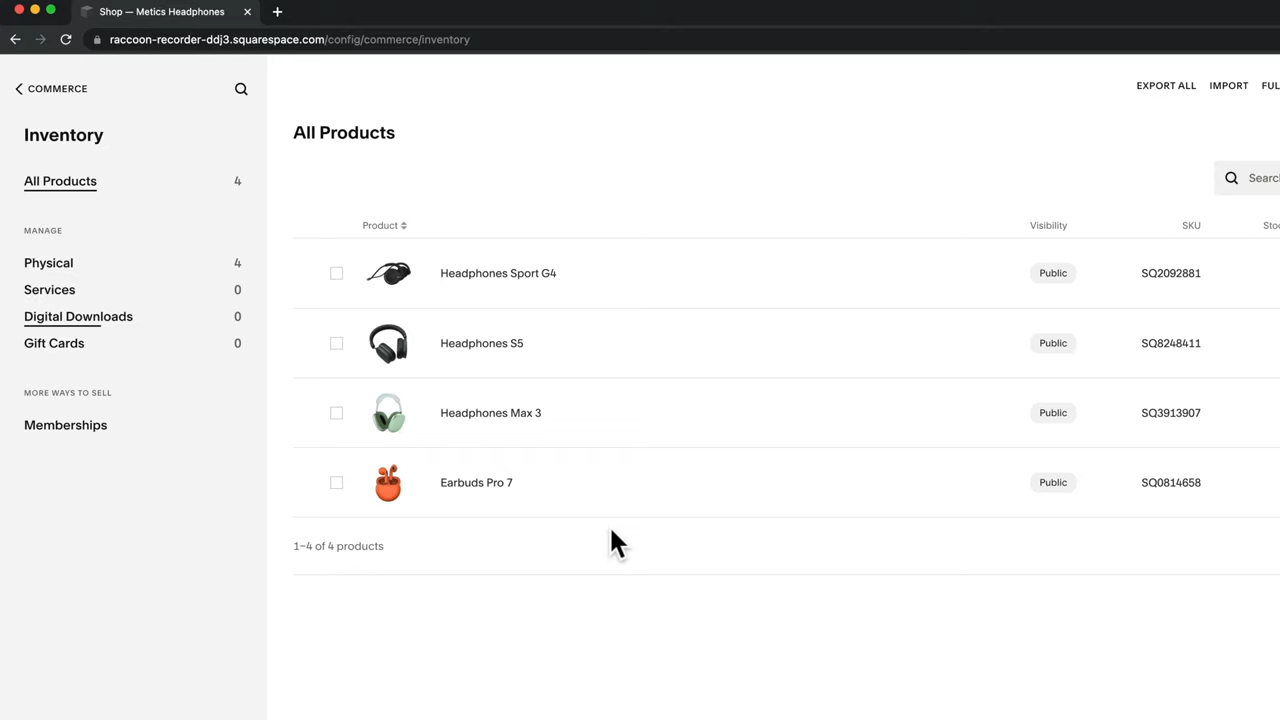 Shop — Metics Headphones
raccoon-recorder-ddj3.squarespace.com/config/commerce/inventory
COMMERCE
EXPORT ALL IMPORT
Inventory
All Products
All Products 4
MANAGE
Product Visibility SKU
Physical 4
Services 0
Digital Downloads 0
Gift Cards 0
MORE WAYS TO SELL
Memberships
Headphones Sport G4 Public SQ2092881
Headphones S5 Public SQ8248411
Headphones Max 3 Public SQ3913907
Earbuds Pro 7 Public SQ0814658
1–4 of 4 products